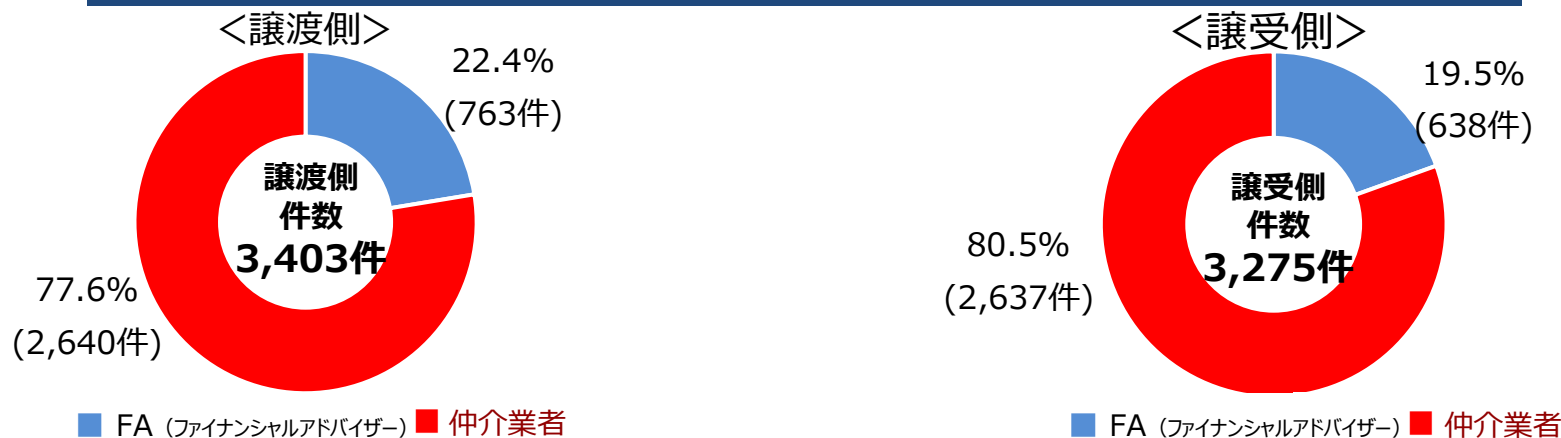 ＜譲渡側＞
22.4%
(763件)
譲渡側
件数
3,403件
77.6%
(2,640件)
FA（ファイナンシャルアドバイザー） 仲介業者
＜譲受側＞
19.5%
(638件)
譲受側
件数
3,275件
80.5%
(2,637件)
FA（ファイナンシャルアドバイザー） 仲介業者